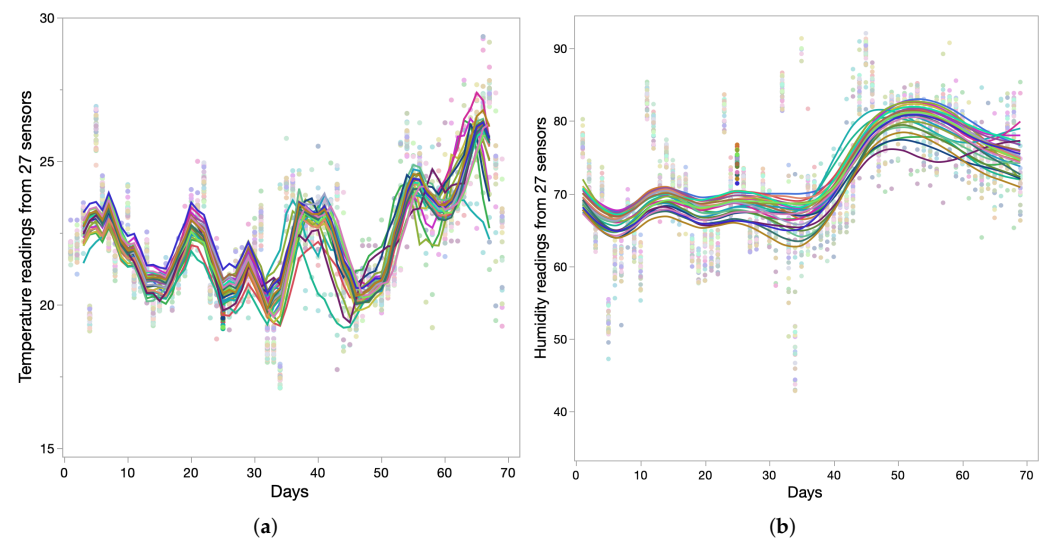 Temperature readings from 27 sensors
30
25
20
15
0 10 20 30 40 50 60 70
Days
(a)
Humidity readings from 27 sensors
90
80
70
60
50
40
0 10 20 30 40 50 60 70
Days
(b)